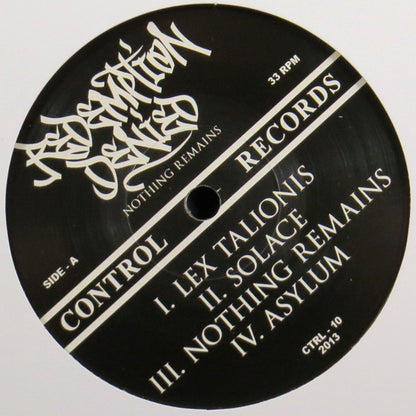 REDEMPTION
DENIED
NOTHING REMAINS
33 RPM
SIDE - A
CONTROL RECORDS
I. LEX TALIONIS
II. SOLACE
III. NOTHING REMAINS
IV. ASYLUM
CTRL - 10
2013